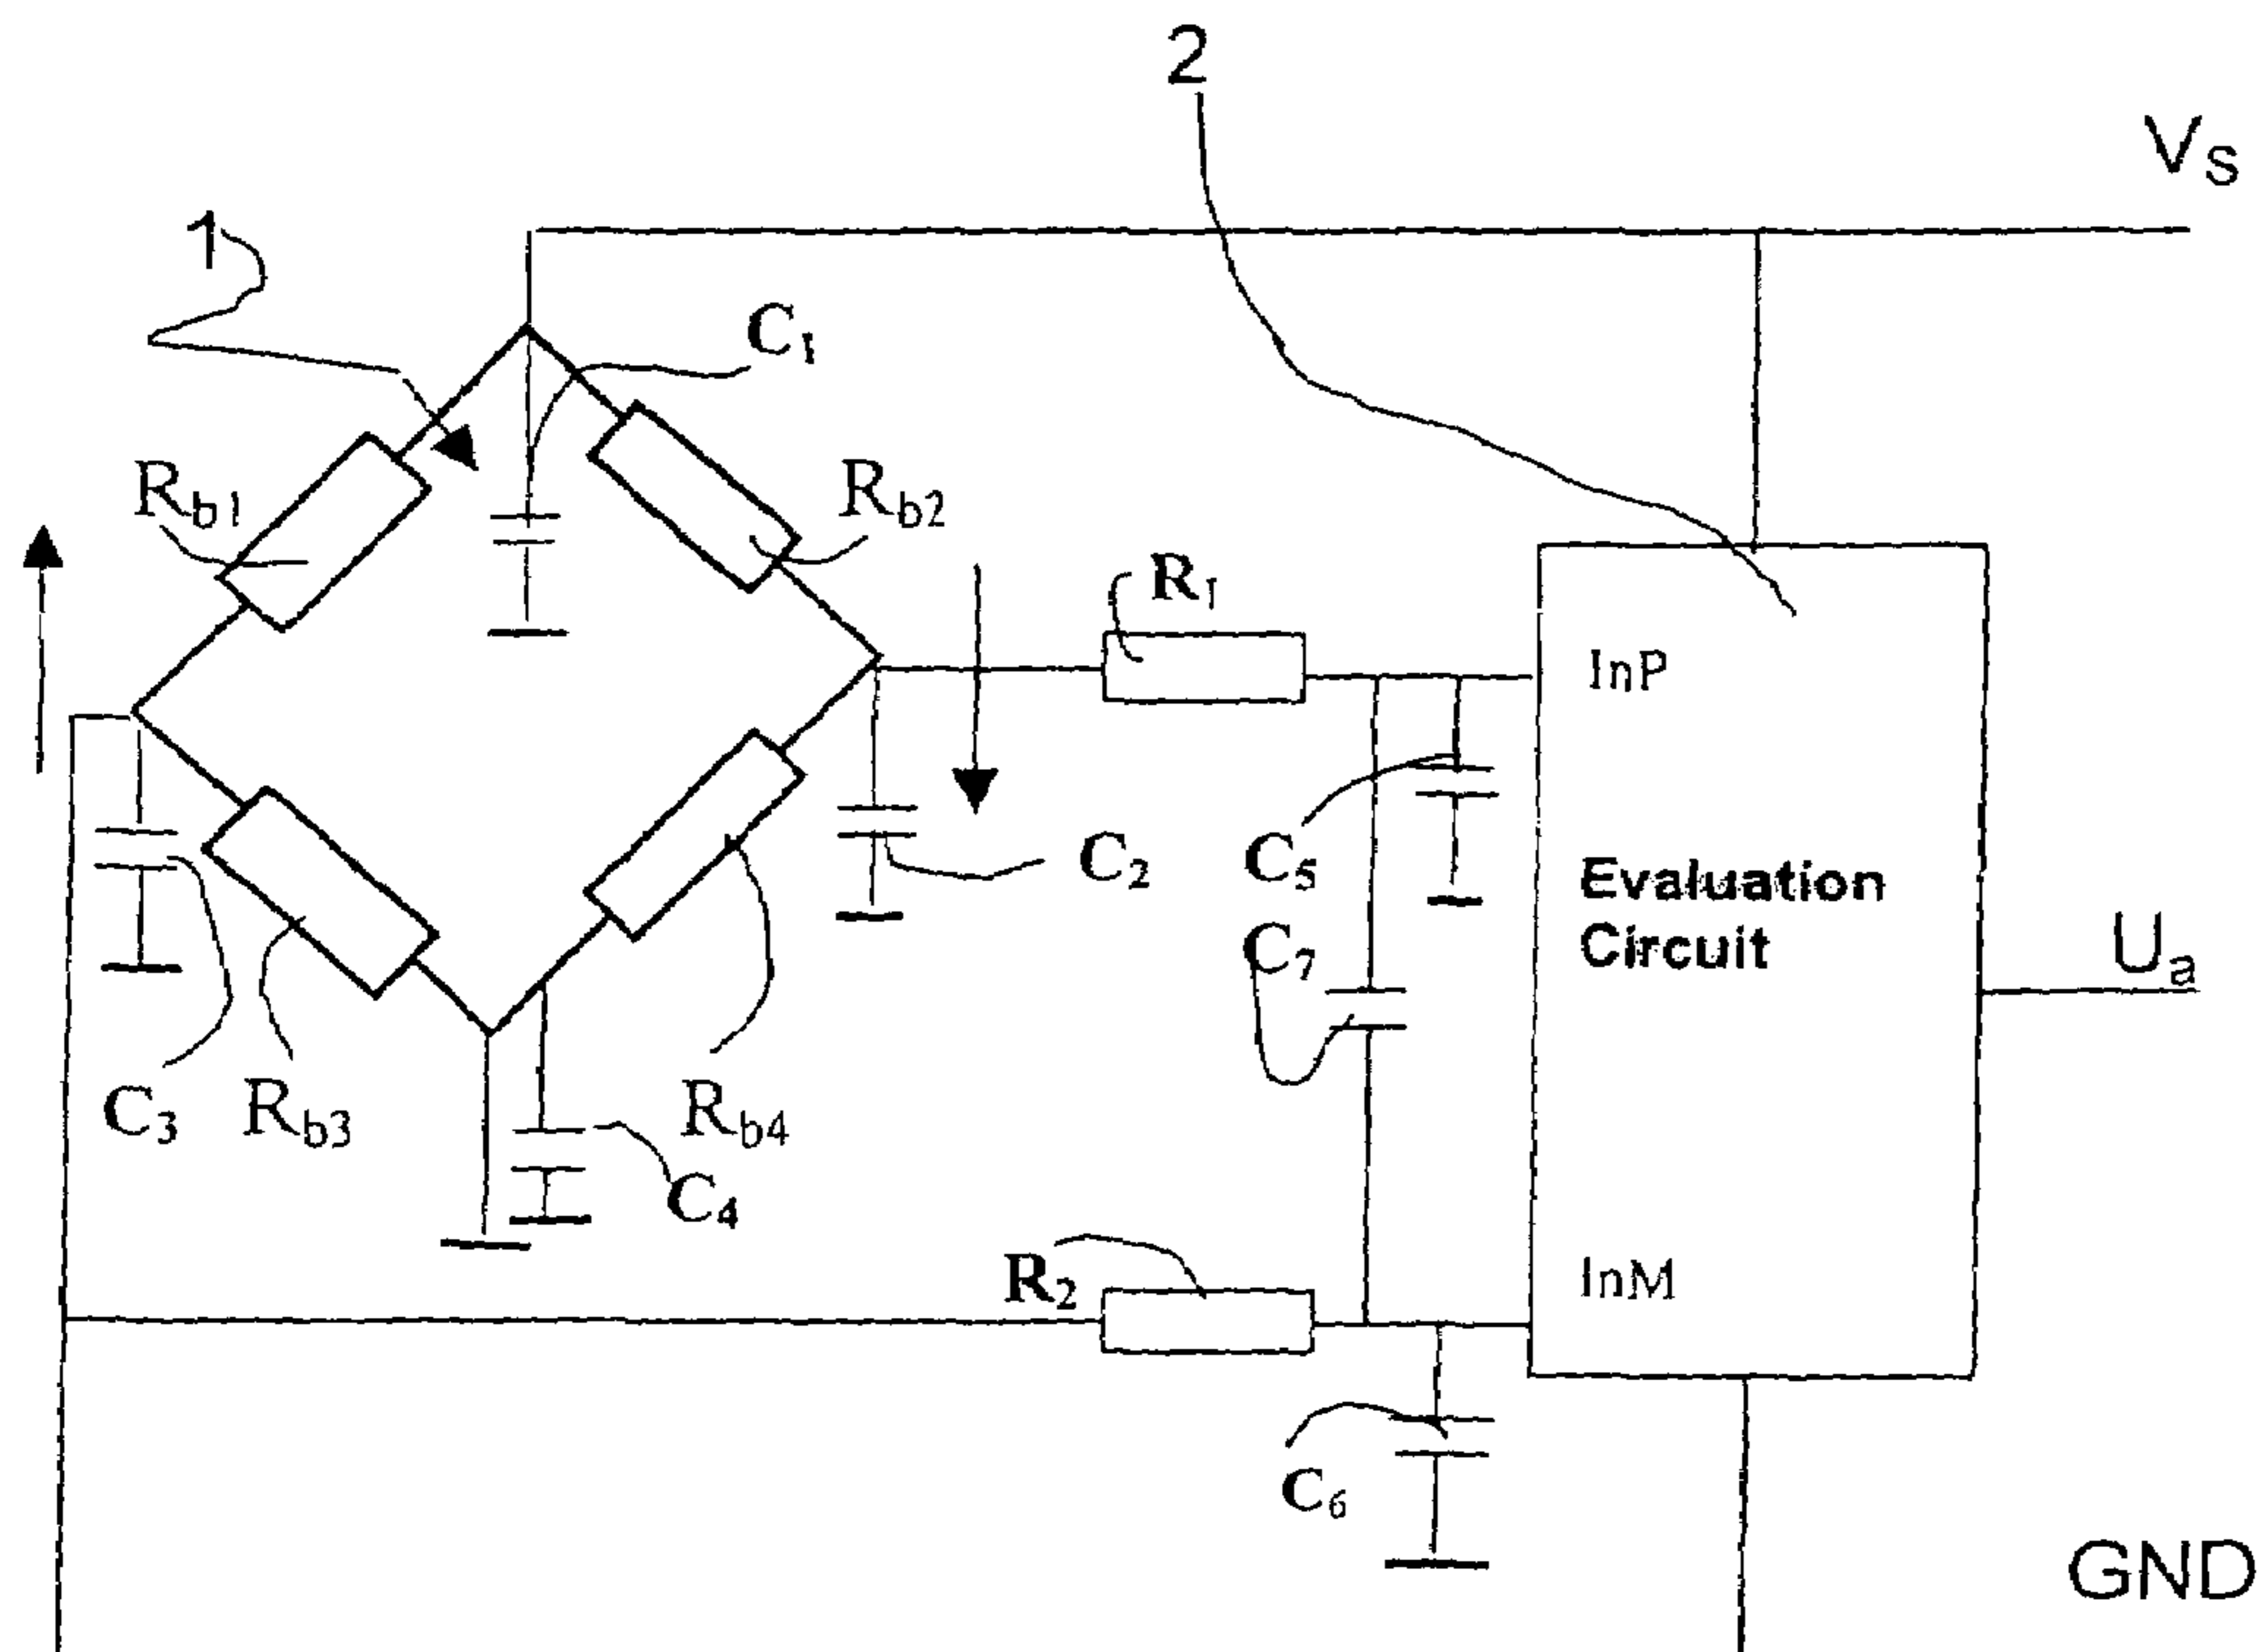 2
V_S
1
C_1
R_b1
R_b2
R_1
InP
C_2
C_5
Evaluation
Circuit
C_7
U_a
C_3
R_b3
R_b4
C_4
R_2
InM
C_6
GND